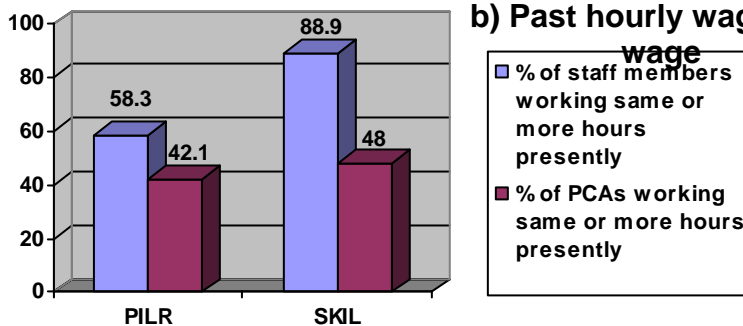 b) Past hourly wag
wage
100
80
60
40
20
0
58.3
42.1
88.9
48
PILR
SKIL
% of staff members
working same or
more hours
presently
% of PCAs working
same or more hours
presently